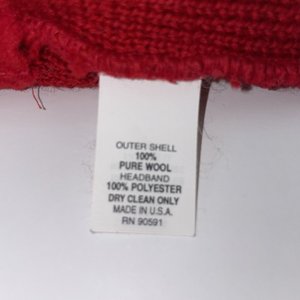 OUTER SHELL
100%
PURE WOOL
HEADBAND
100% POLYESTER
DRY CLEAN ONLY
MADE IN U.S.A.
RN 90591